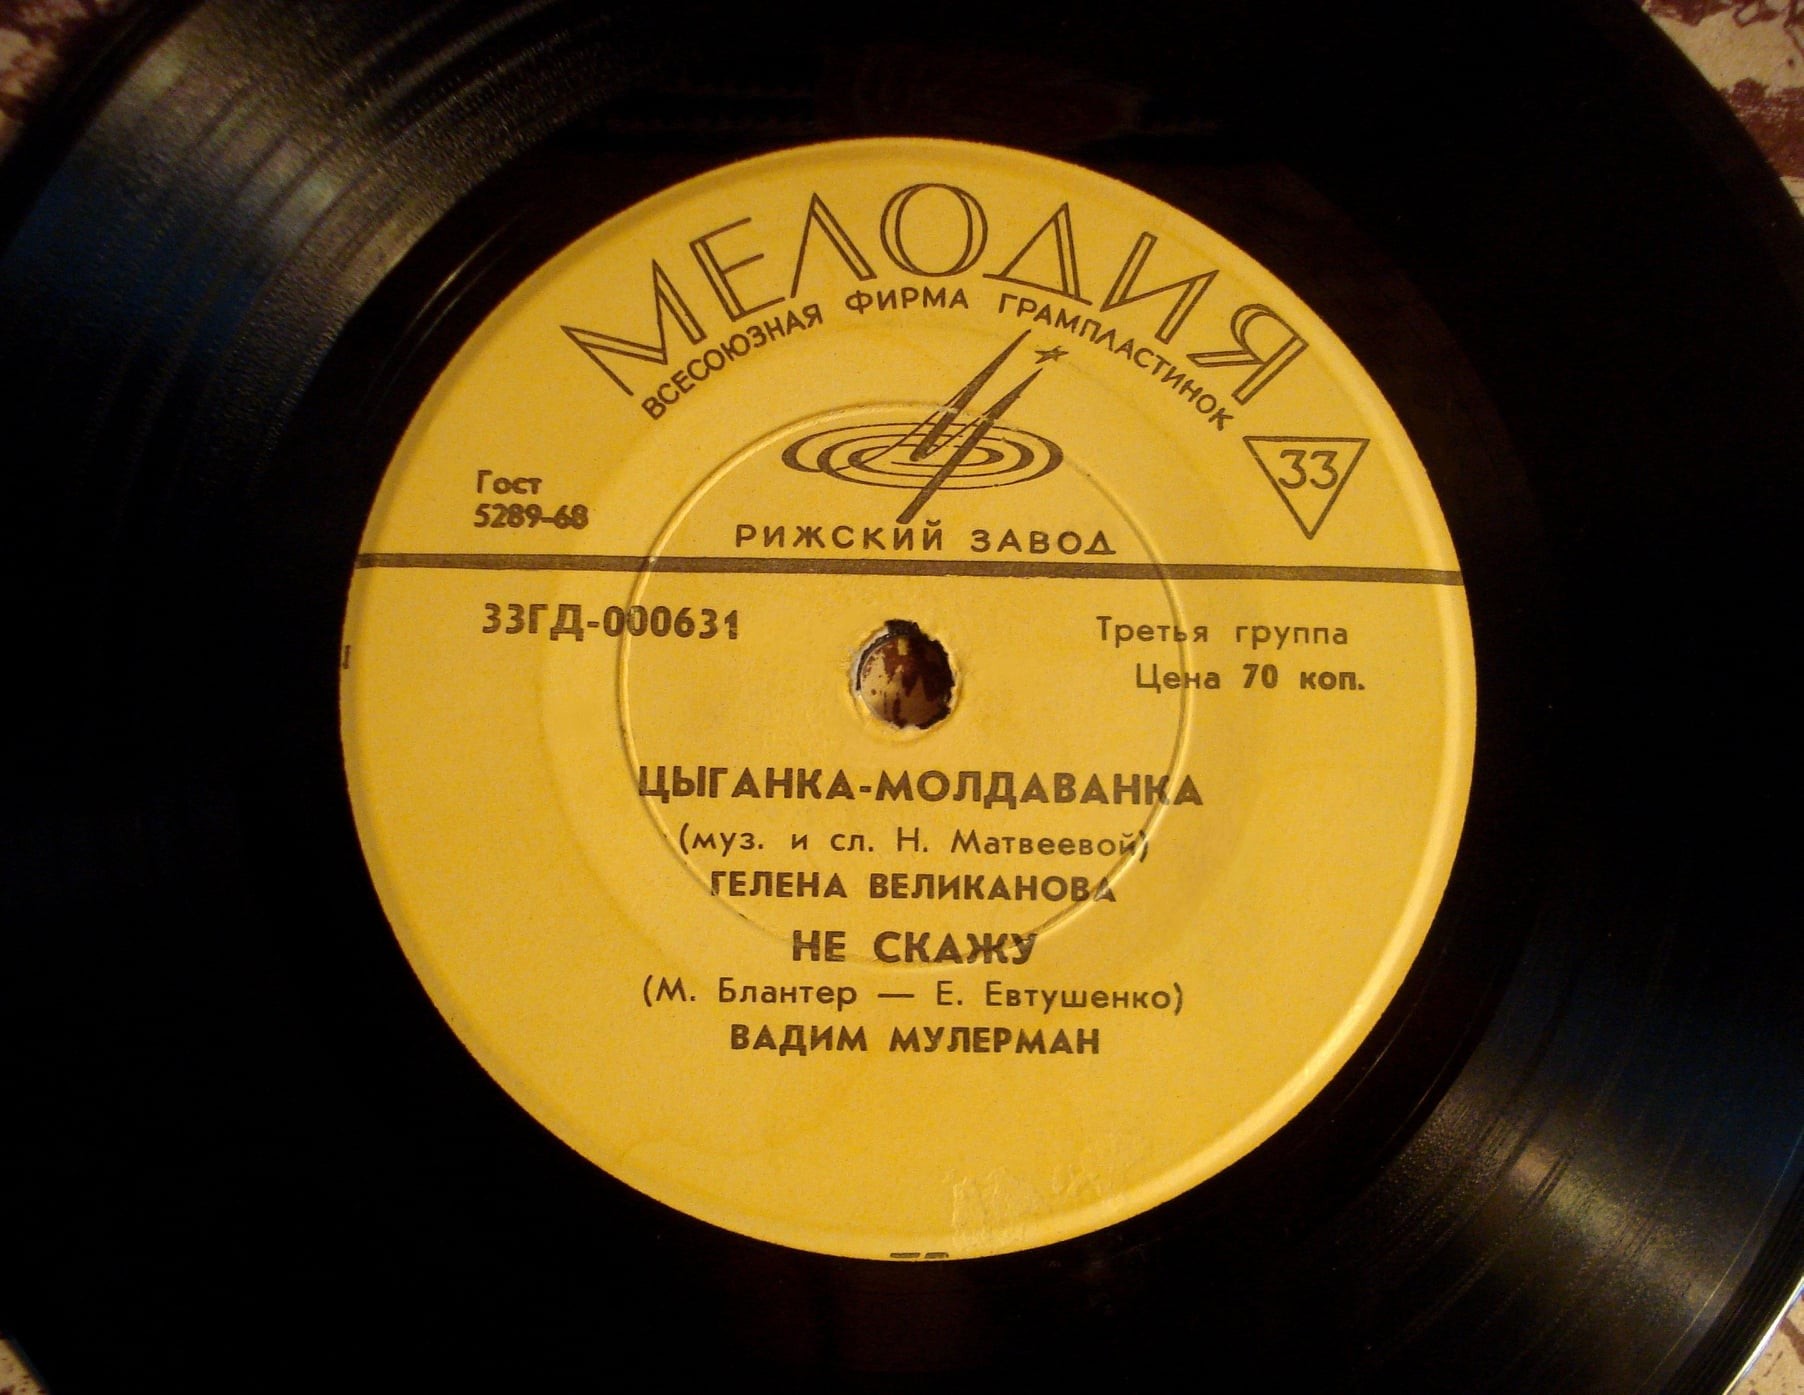 МЕЛОДИЯ
ВСЕСОЮЗНАЯ ФИРМА ГРАМПЛАСТИНОК
33
Гост
5289-68
РИЖСКИЙ ЗАВОД
33ГД-000631
Третья группа
Цена 70 коп.
ЦЫГАНКА-МОЛДАВАНКА
(муз. и сл. Н. Матвеевой)
ГЕЛЕНА ВЕЛИКАНОВА
НЕ СКАЖУ
(М. Блантер — Е. Евтушенко)
ВАДИМ МУЛЕРМАН